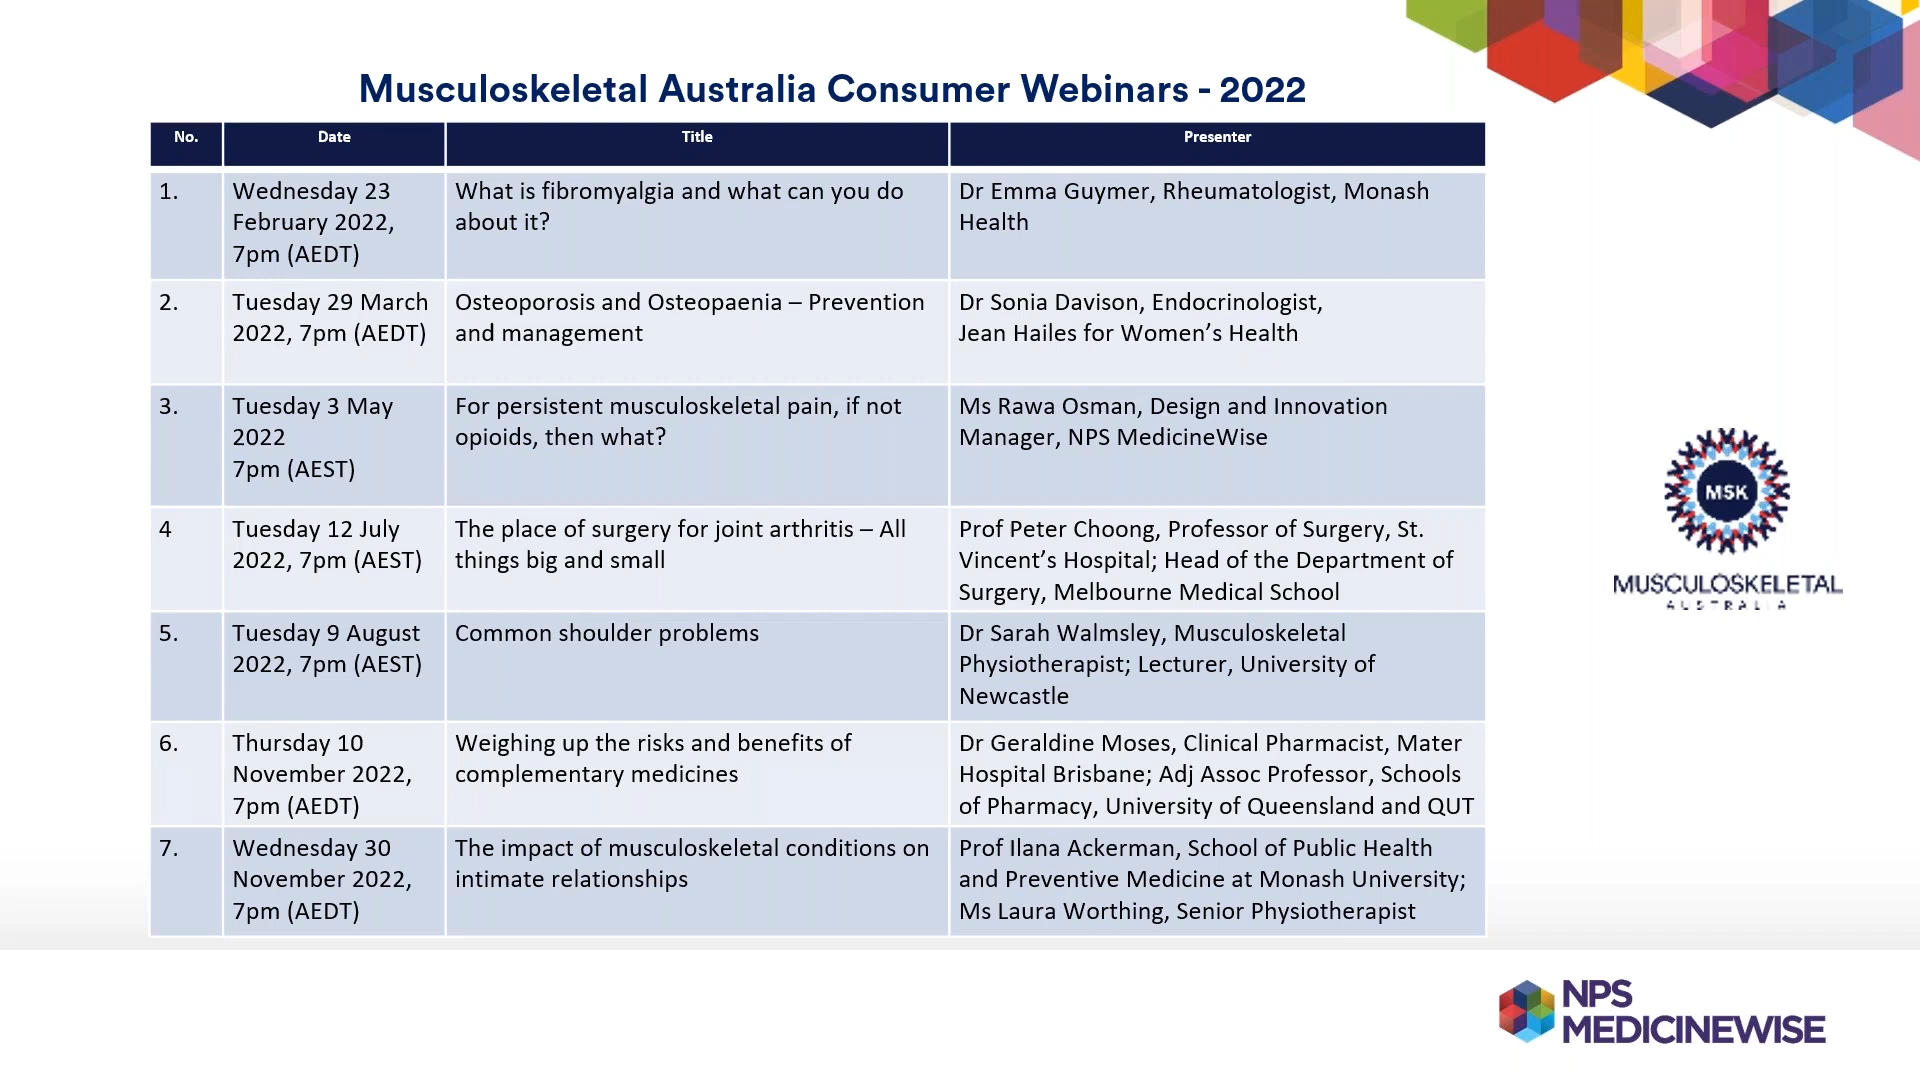 Musculoskeletal Australia Consumer Webinars - 2022
No. Date Title Presenter
1.
Wednesday 23
February 2022,
7pm (AEDT)
What is fibromyalgia and what can you do
about it?
Dr Emma Guymer, Rheumatologist, Monash
Health
2.
Tuesday 29 March
2022, 7pm (AEDT)
Osteoporosis and Osteopaenia – Prevention
and management
Dr Sonia Davison, Endocrinologist,
Jean Hailes for Women’s Health
3.
Tuesday 3 May
2022
7pm (AEST)
For persistent musculoskeletal pain, if not
opioids, then what?
Ms Rawa Osman, Design and Innovation
Manager, NPS MedicineWise
4
Tuesday 12 July
2022, 7pm (AEST)
The place of surgery for joint arthritis – All
things big and small
Prof Peter Choong, Professor of Surgery, St.
Vincent’s Hospital; Head of the Department of
Surgery, Melbourne Medical School
5.
Tuesday 9 August
2022, 7pm (AEST)
Common shoulder problems
Dr Sarah Walmsley, Musculoskeletal
Physiotherapist; Lecturer, University of
Newcastle
6.
Thursday 10
November 2022,
7pm (AEDT)
Weighing up the risks and benefits of
complementary medicines
Dr Geraldine Moses, Clinical Pharmacist, Mater
Hospital Brisbane; Adj Assoc Professor, Schools
of Pharmacy, University of Queensland and QUT
7.
Wednesday 30
November 2022,
7pm (AEDT)
The impact of musculoskeletal conditions on
intimate relationships
Prof Ilana Ackerman, School of Public Health
and Preventive Medicine at Monash University;
Ms Laura Worthing, Senior Physiotherapist
MSK
MUSCULOSKELETAL
AUSTRALIA
NPS
MEDICINEWISE